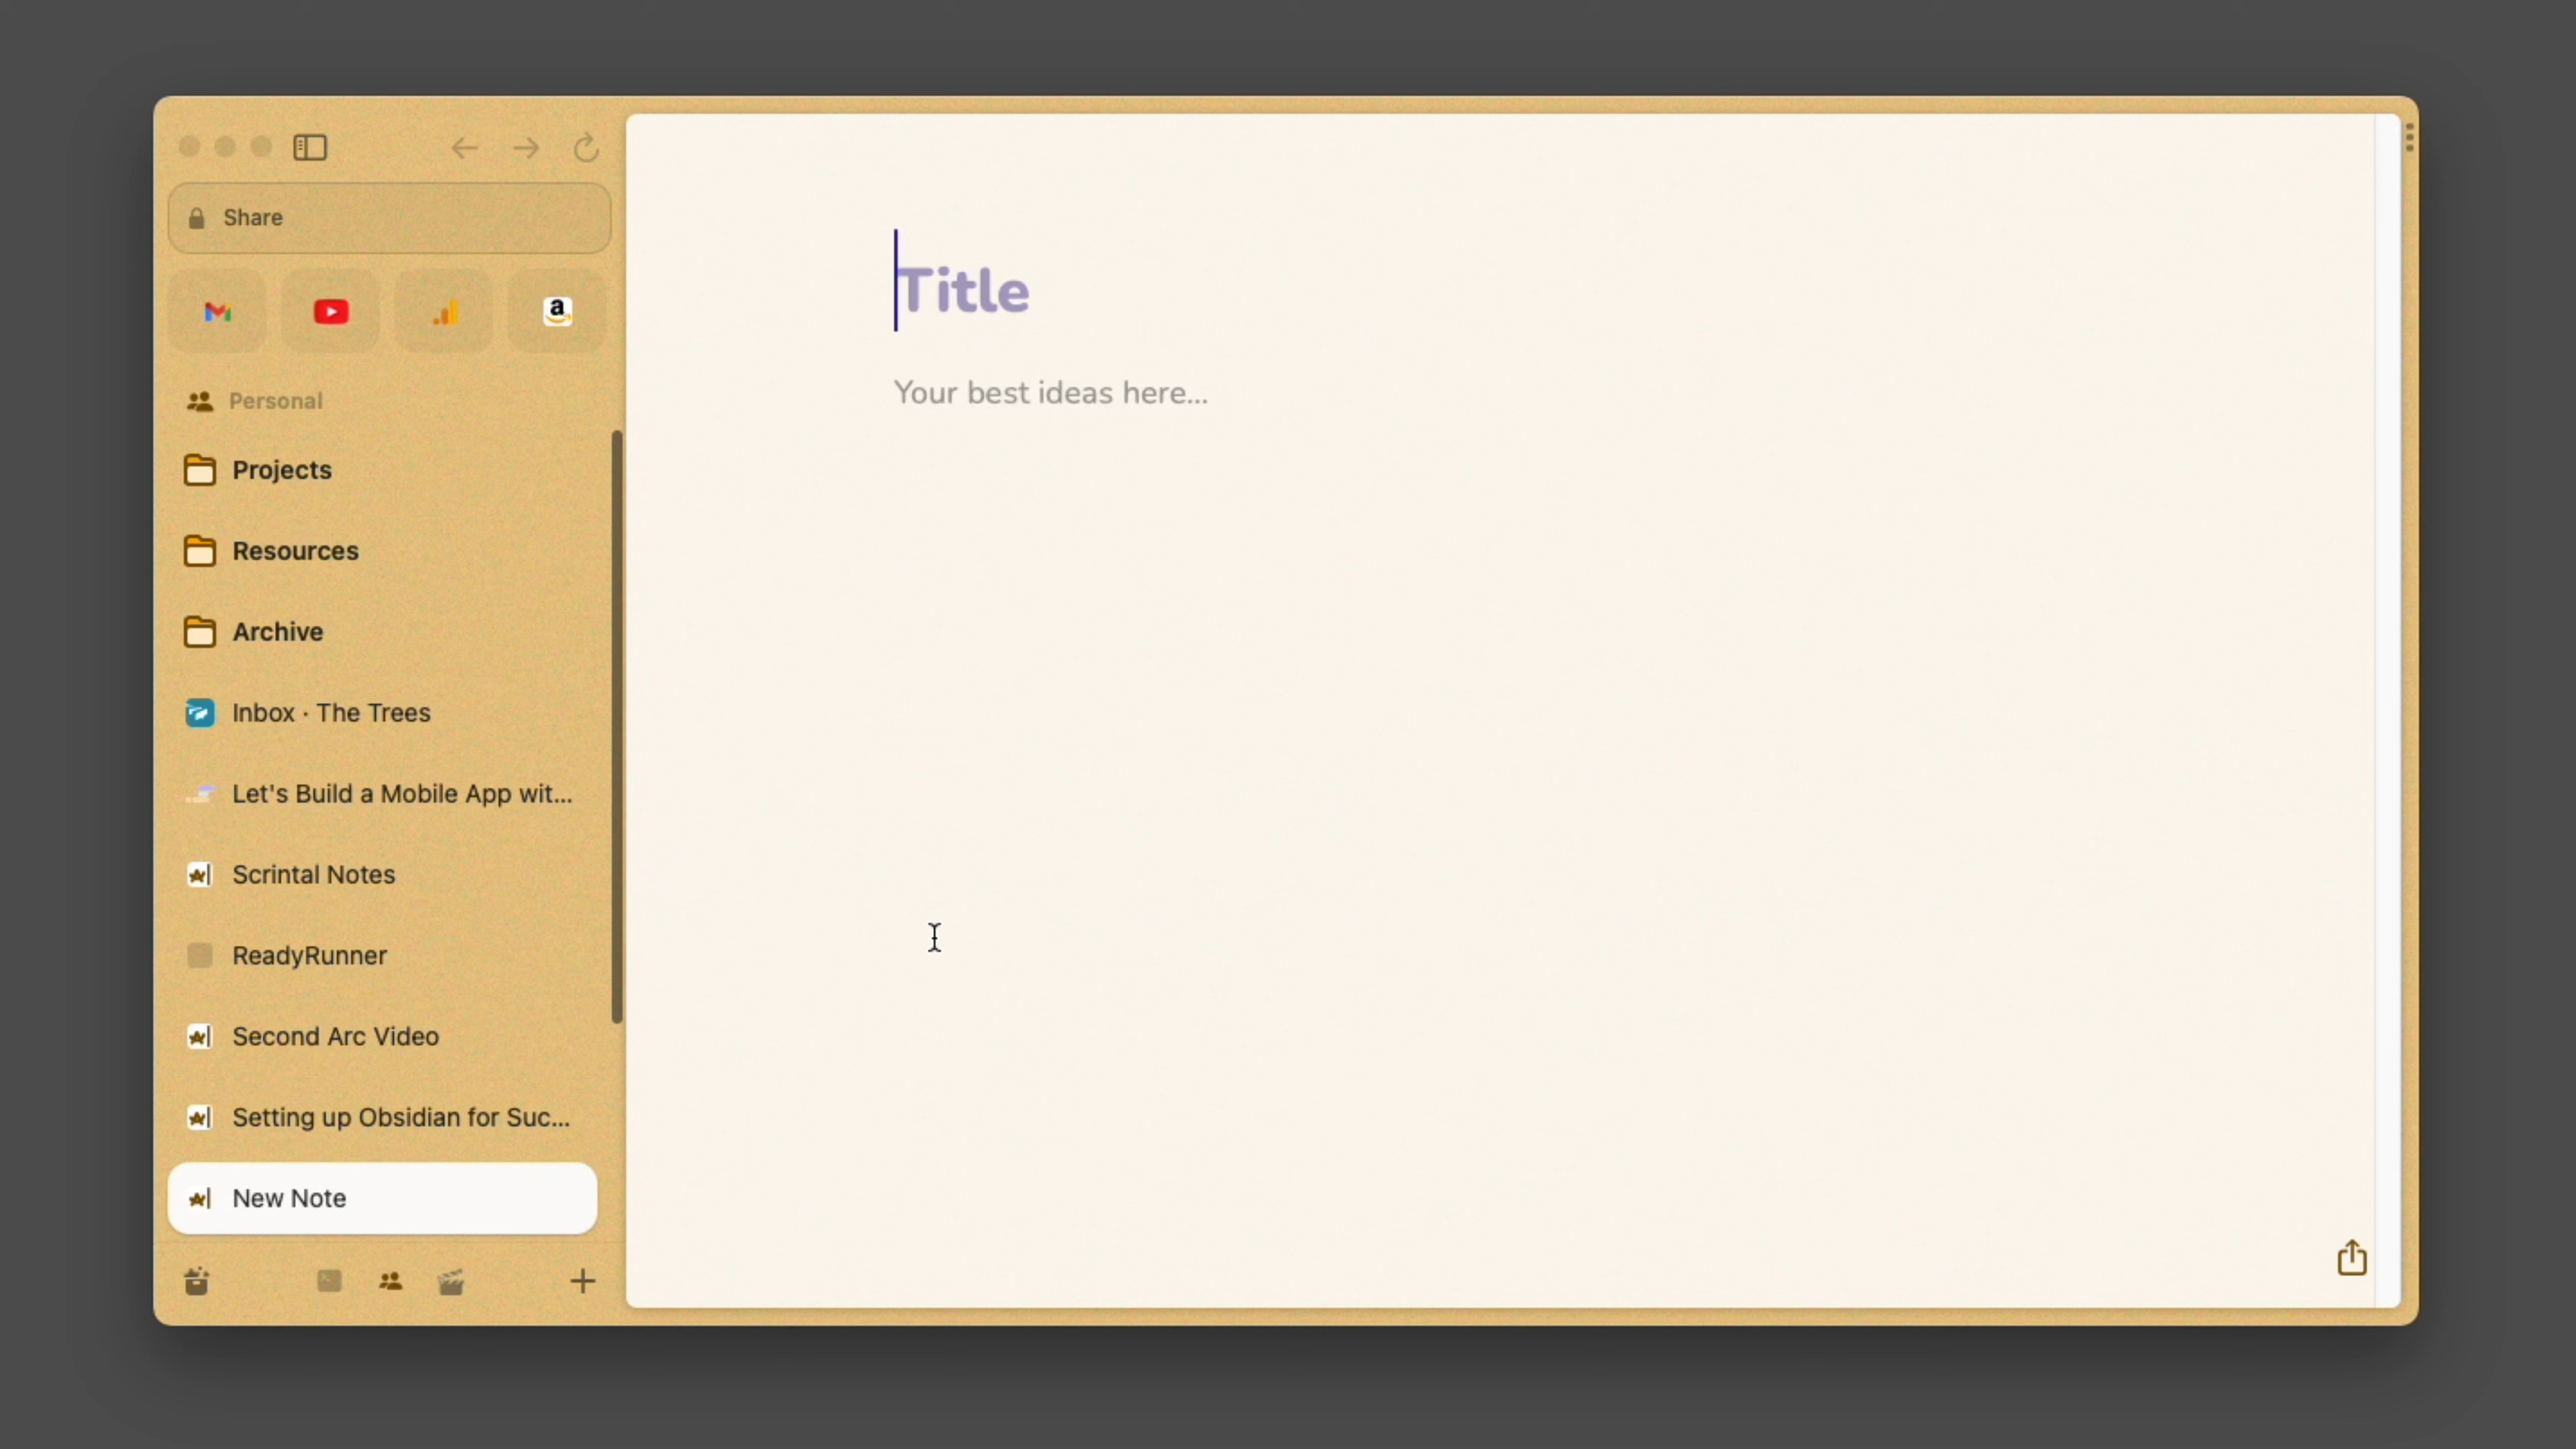 Share
Personal
Projects
Resources
Archive
Inbox · The Trees
Let's Build a Mobile App wit...
Scrintal Notes
ReadyRunner
Second Arc Video
Setting up Obsidian for Suc...
New Note
Title
Your best ideas here...